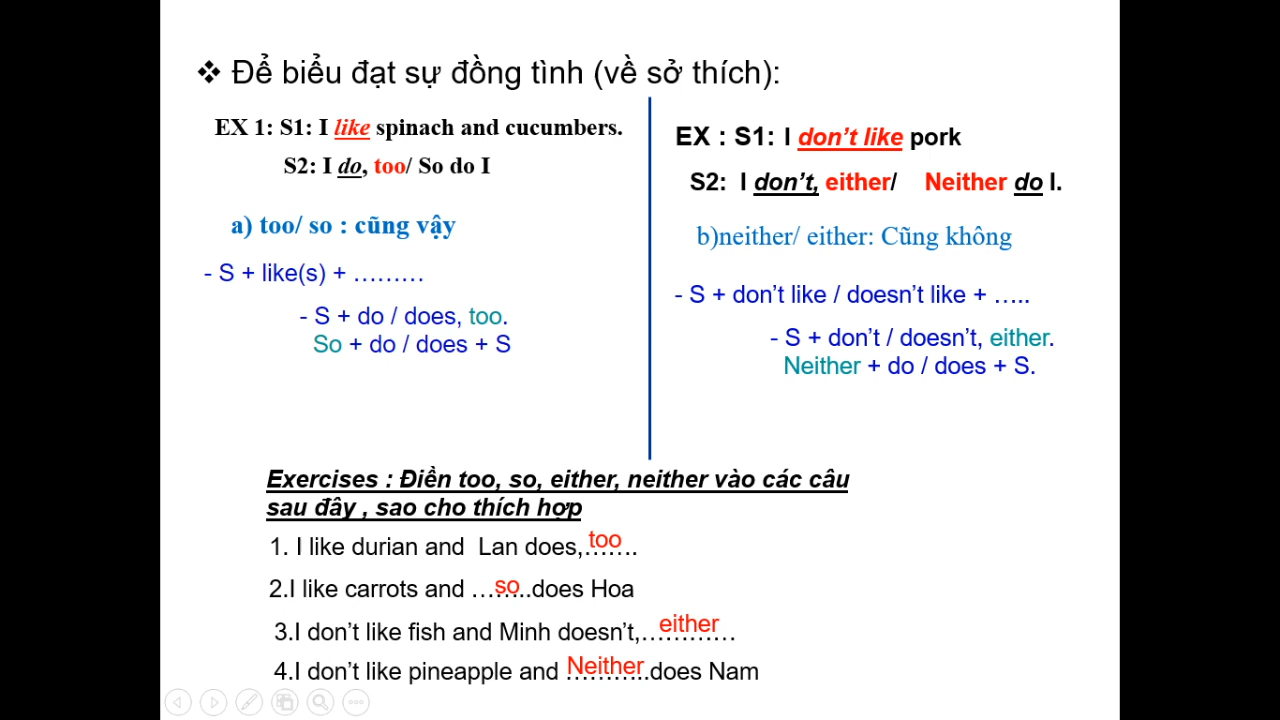 ❖ Để biểu đạt sự đồng tình (về sở thích):
EX 1: S1: I like spinach and cucumbers.
S2: I do, too/ So do I
a) too/ so : cũng vậy
- S + like(s) + ………
- S + do / does, too.
So + do / does + S
EX : S1: I don’t like pork
S2: I don’t, either/ Neither do I.
b)neither/ either: Cũng không
- S + don’t like / doesn’t like + …..
- S + don’t / doesn’t, either.
Neither + do / does + S.
Exercises : Điền too, so, either, neither vào các câu
sau đây , sao cho thích hợp
1. I like durian and Lan does,too…….
2.I like carrots and …so…..does Hoa
3.I don’t like fish and Minh doesn’t,…either………
4.I don’t like pineapple and Neither………..does Nam